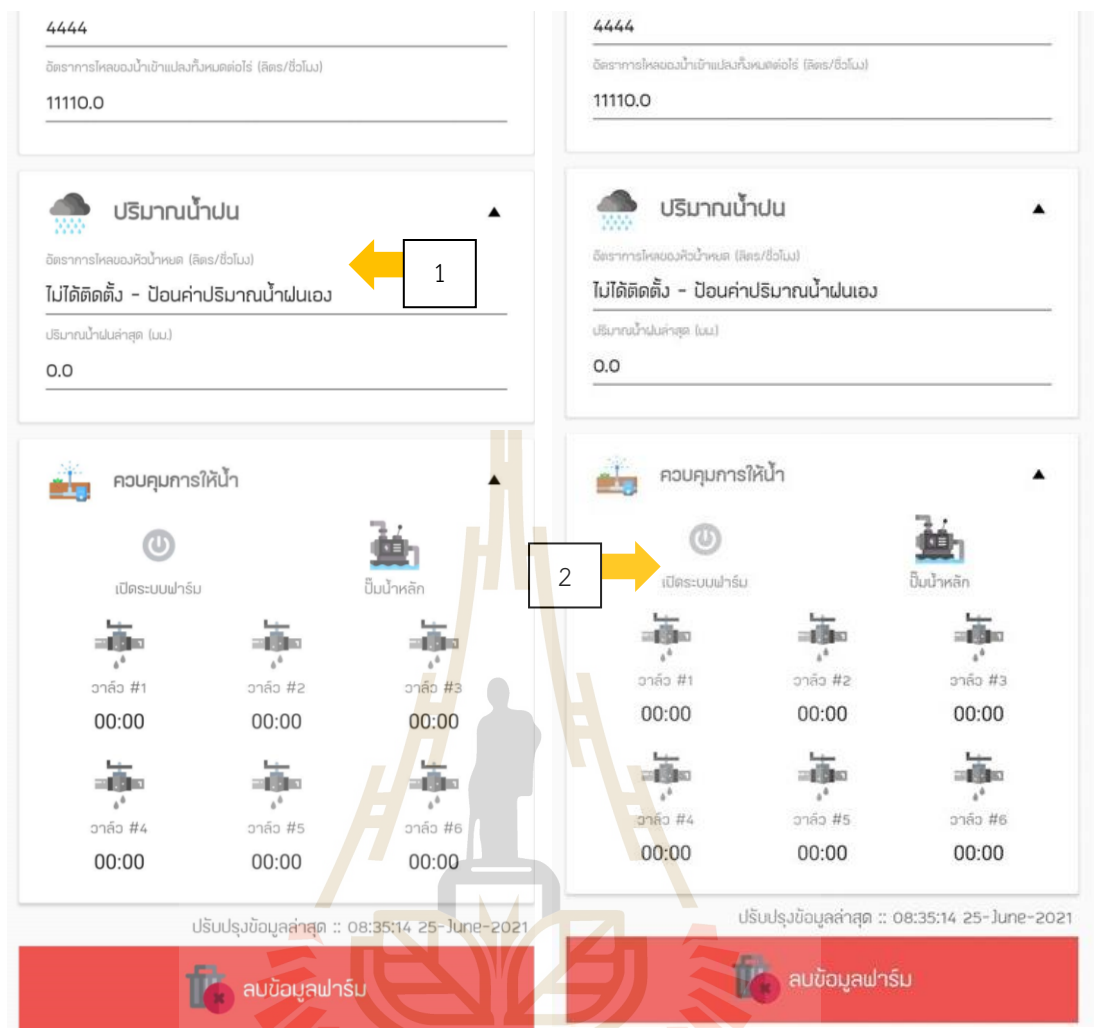 4444
อัตราการไหลของน้ำเข้าแปลงทั้งหมดต่อไร่ (ลิตร/ชั่วโมง)
11110.0
ปริมาณน้ำฝน
อัตราการไหลของหัวน้ำหยด (ลิตร/ชั่วโมง)
1
ไม่ได้ติดตั้ง - ป้อนค่าปริมาณน้ำฝนเอง
ปริมาณน้ำฝนล่าสุด (มม.)
0.0
ควบคุมการให้น้ำ
เปิดระบบฟาร์ม ปั๊มน้ำหลัก
วาล์ว #1 วาล์ว #2 วาล์ว #3
00:00 00:00 00:00
วาล์ว #4 วาล์ว #5 วาล์ว #6
00:00 00:00 00:00
ปรับปรุงข้อมูลล่าสุด :: 08:35:14 25-June-2021
ลบข้อมูลฟาร์ม
4444
อัตราการไหลของน้ำเข้าแปลงทั้งหมดต่อไร่ (ลิตร/ชั่วโมง)
11110.0
ปริมาณน้ำฝน
อัตราการไหลของหัวน้ำหยด (ลิตร/ชั่วโมง)
ไม่ได้ติดตั้ง - ป้อนค่าปริมาณน้ำฝนเอง
ปริมาณน้ำฝนล่าสุด (มม.)
0.0
ควบคุมการให้น้ำ
2
เปิดระบบฟาร์ม ปั๊มน้ำหลัก
วาล์ว #1 วาล์ว #2 วาล์ว #3
00:00 00:00 00:00
วาล์ว #4 วาล์ว #5 วาล์ว #6
00:00 00:00 00:00
ปรับปรุงข้อมูลล่าสุด :: 08:35:14 25-June-2021
ลบข้อมูลฟาร์ม